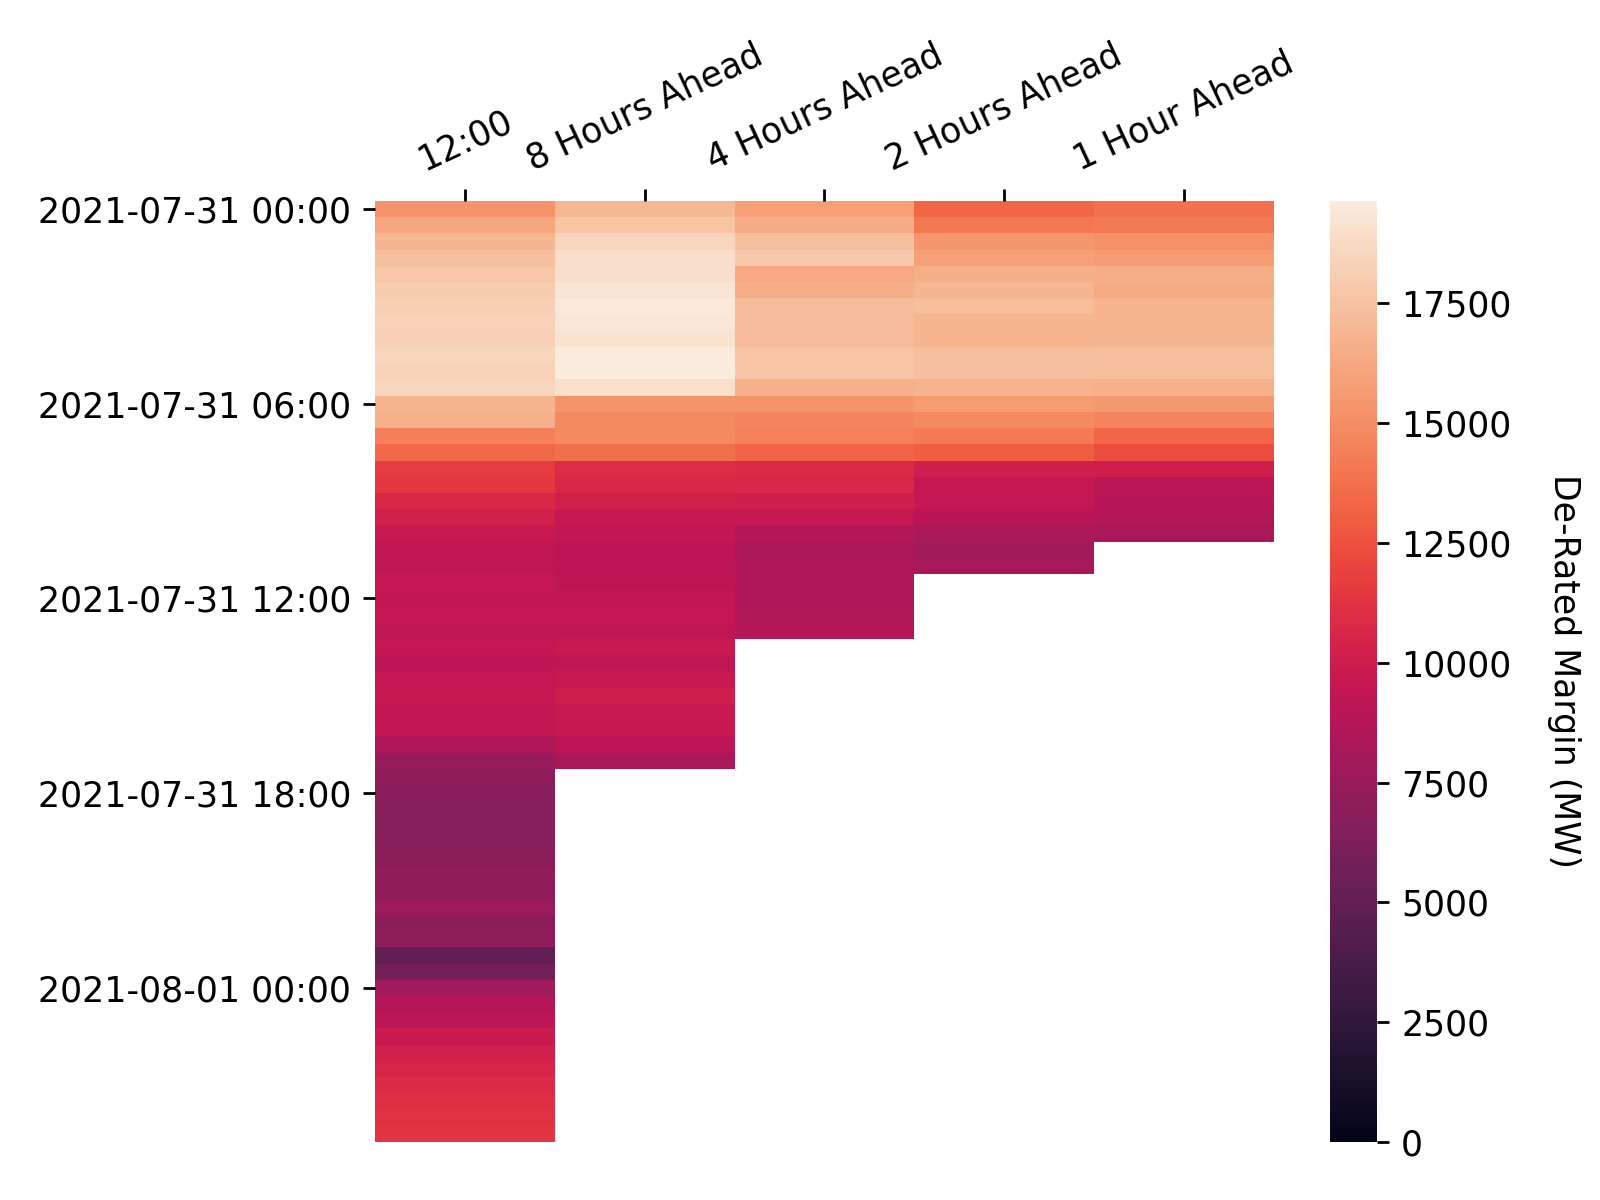 12:00
8 Hours Ahead
4 Hours Ahead
2 Hours Ahead
1 Hour Ahead
2021-07-31 00:00
2021-07-31 06:00
2021-07-31 12:00
2021-07-31 18:00
2021-08-01 00:00
17500
15000
12500
10000
7500
5000
2500
0
De-Rated Margin (MW)